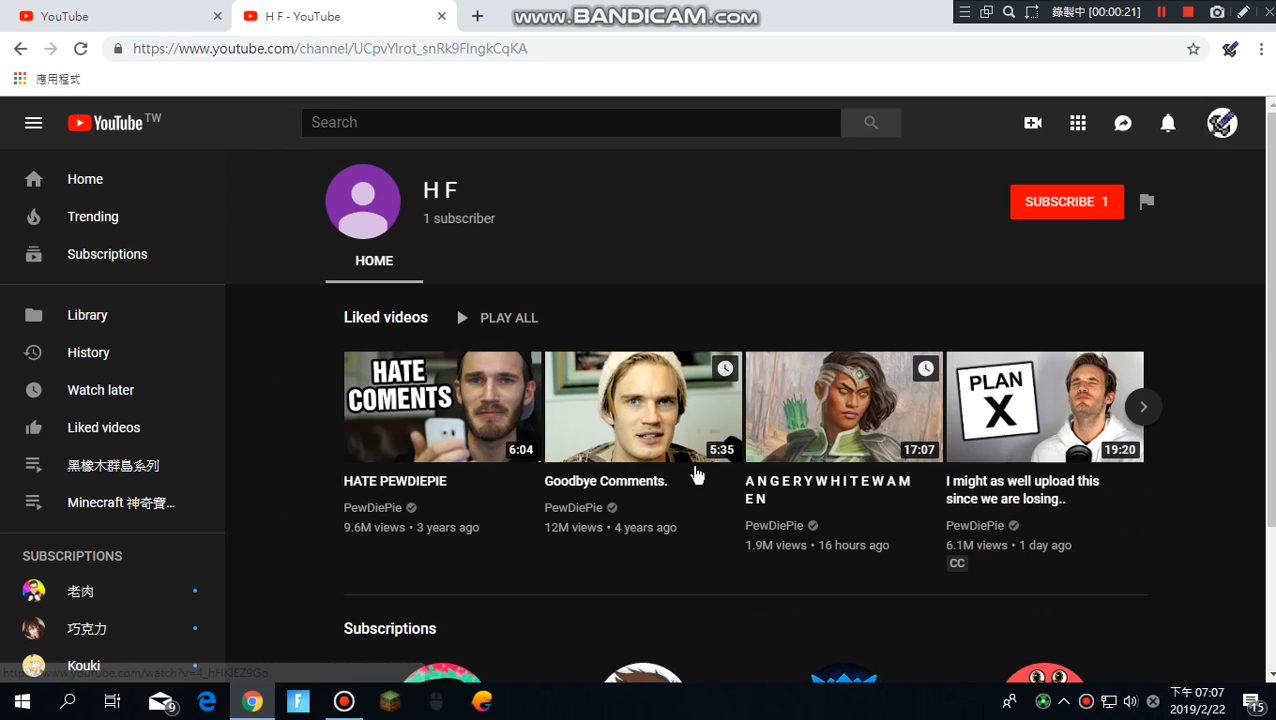 YouTube
H F - YouTube
www.BANDICAM.com
錄製中 [00:00:21]
https://www.youtube.com/channel/UCpvYlrot_snRk9FlngkCqKA
應用程式
YouTube TW
Search
Home
Trending
Subscriptions
Library
History
Watch later
Liked videos
黑橡木群島系列
Minecraft 神奇寶...
SUBSCRIPTIONS
老肉
巧克力
Kouki
H F
1 subscriber
SUBSCRIBE 1
HOME
Liked videos
PLAY ALL
HATE
COMENTS
6:04
5:35
17:07
PLAN
X
19:20
HATE PEWDIEPIE
PewDiePie
9.6M views • 3 years ago
Goodbye Comments.
PewDiePie
12M views • 4 years ago
A N G E R Y W H I T E W A M
E N
PewDiePie
1.9M views • 16 hours ago
I might as well upload this
since we are losing..
PewDiePie
6.1M views • 1 day ago
CC
Subscriptions
https://www.youtube.com/watch?v=4_hHKlEZ9Go
9
下午 07:07
2019/2/22
15